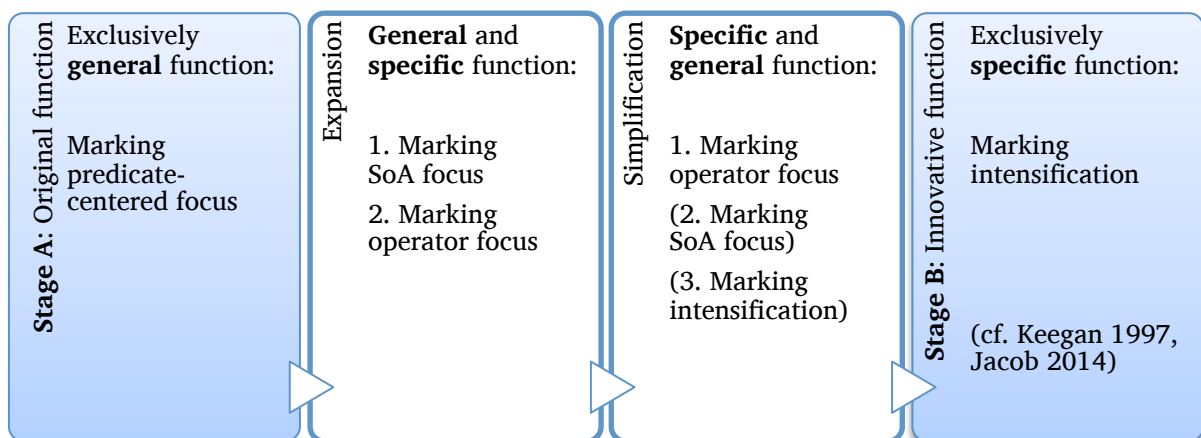 Stage A: Original function
Exclusively
general function:
Marking
predicate-
centered focus
Expansion
General and
specific function:
1. Marking
SoA focus
2. Marking
operator focus
Simplification
Specific and
general function:
1. Marking
operator focus
(2. Marking
SoA focus)
(3. Marking
intensification)
Stage B: Innovative function
Exclusively
specific function:
Marking
intensification
(cf. Keegan 1997,
Jacob 2014)